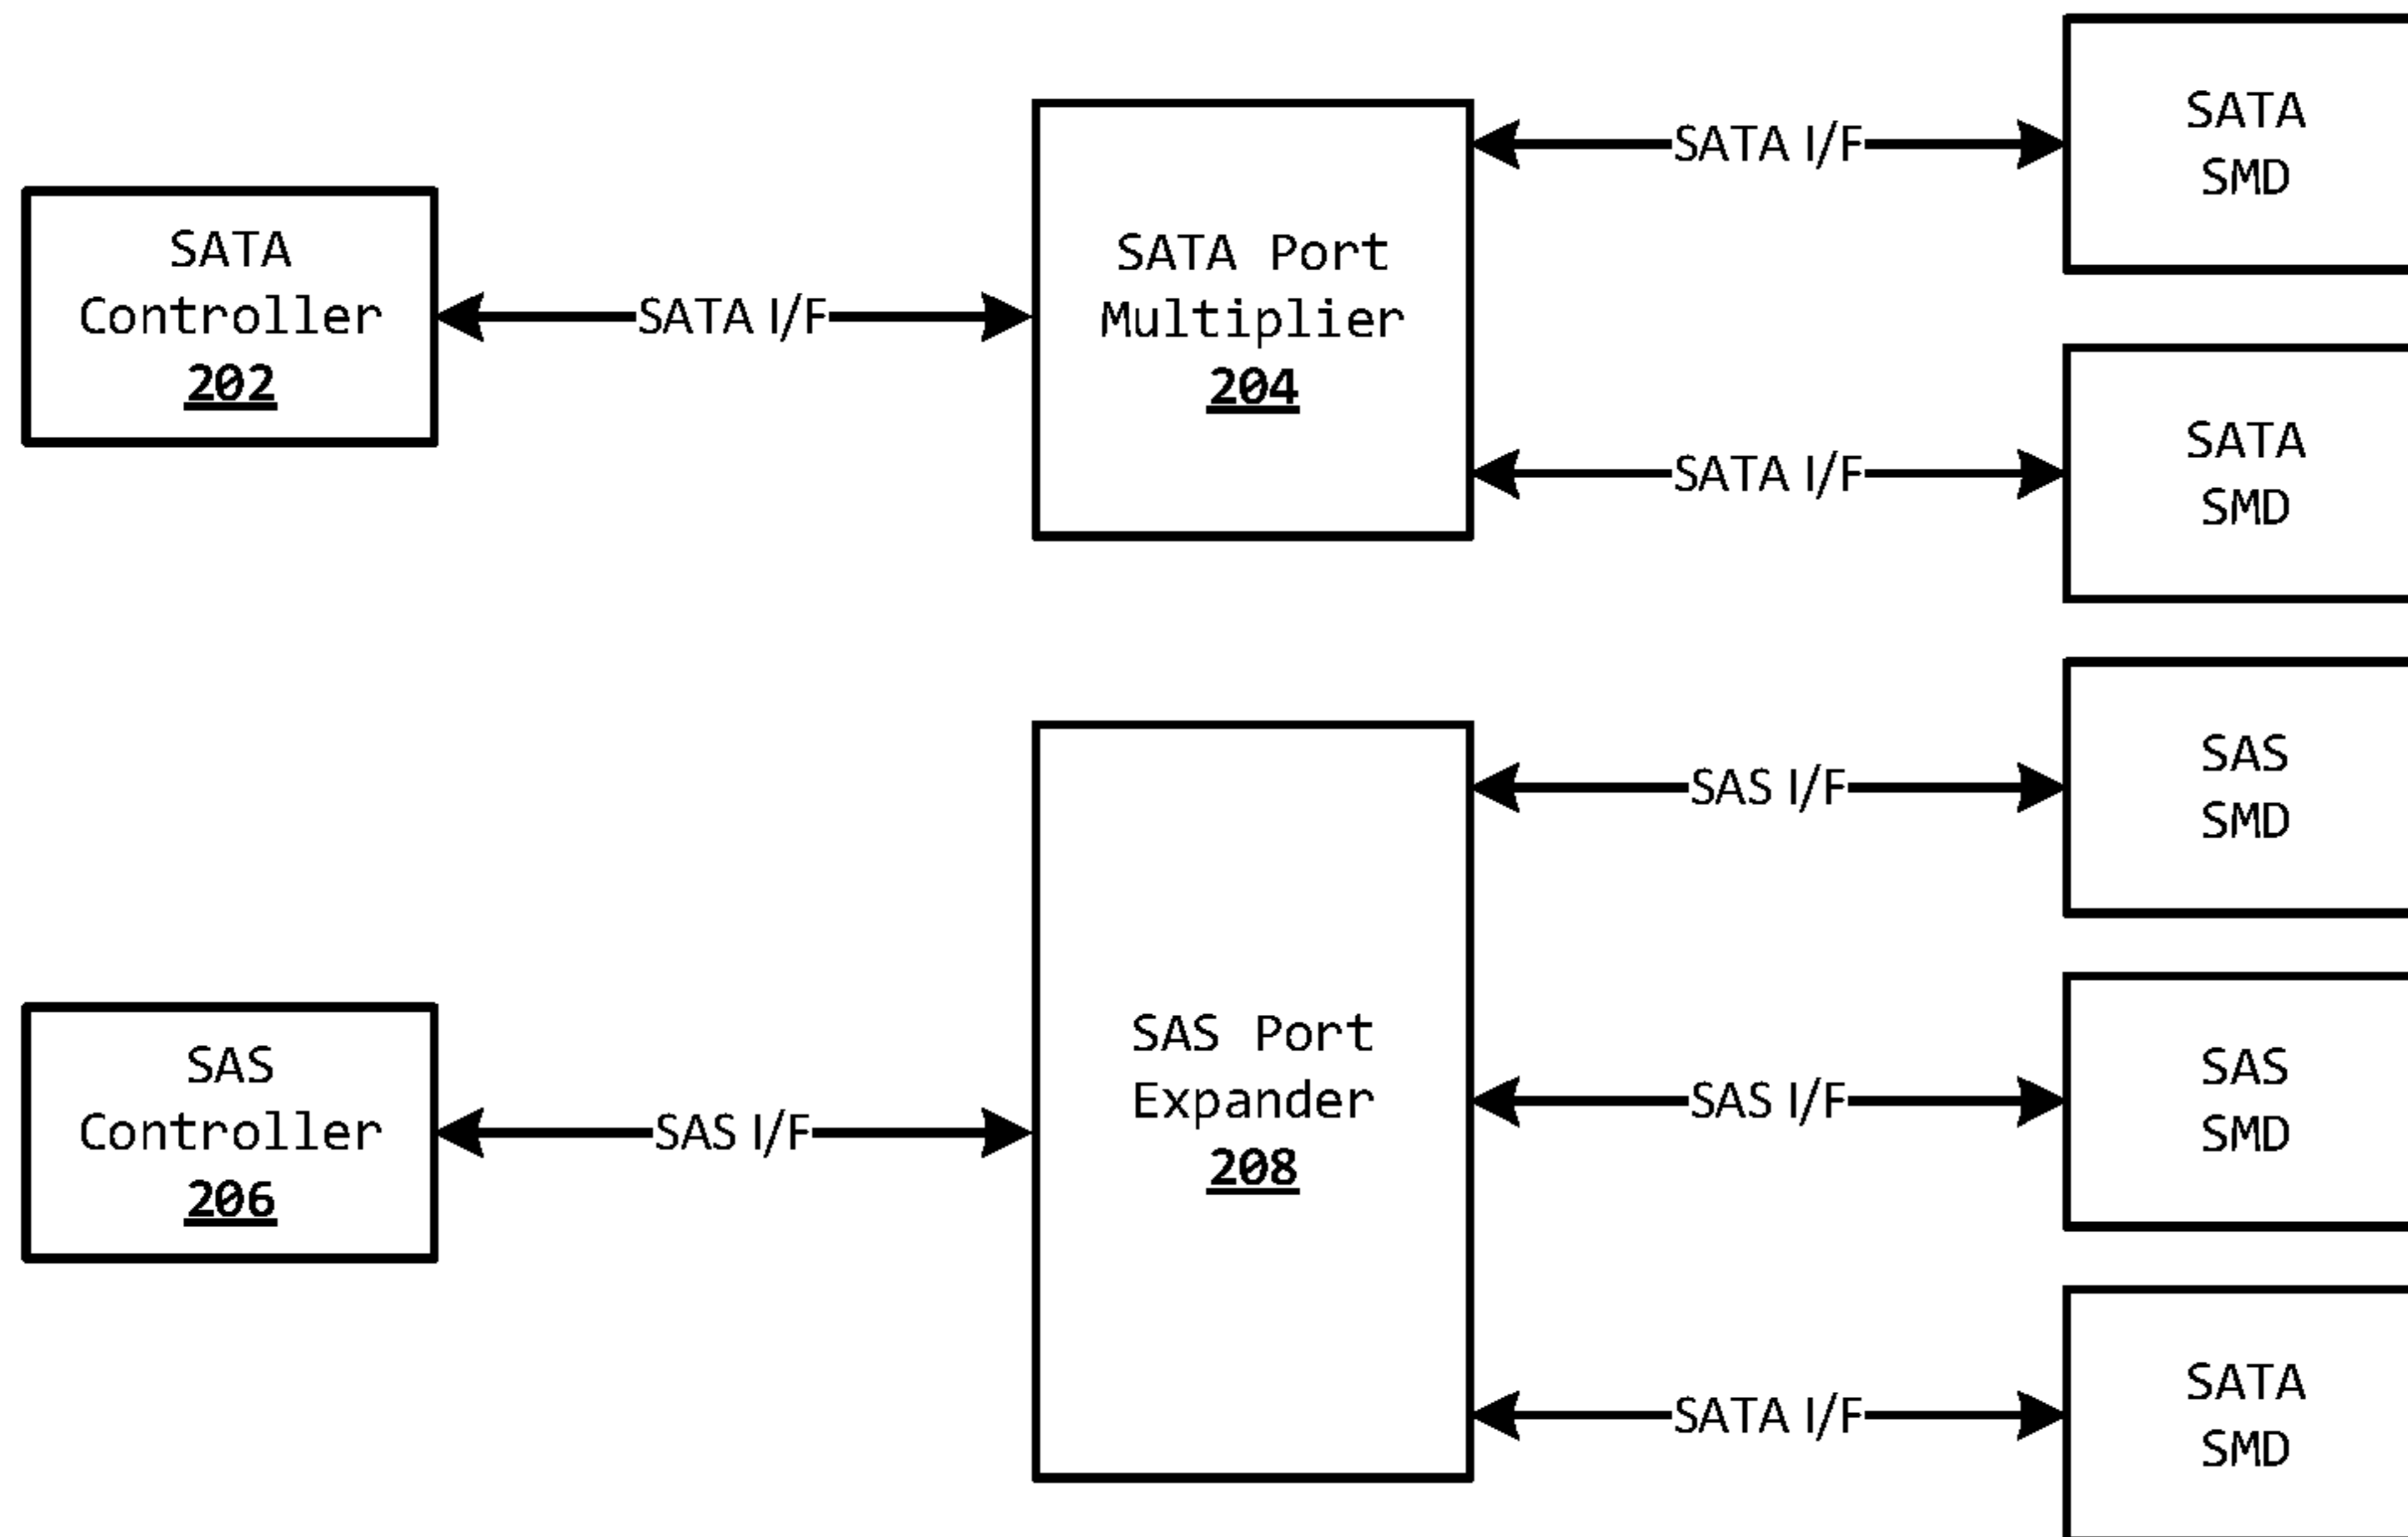 SATA
Controller
202
SATA I/F
SATA Port
Multiplier
204
SATA I/F
SATA
SMD
SATA I/F
SATA
SMD
SAS
Controller
206
SAS I/F
SAS Port
Expander
208
SAS I/F
SAS
SMD
SAS I/F
SAS
SMD
SATA I/F
SATA
SMD